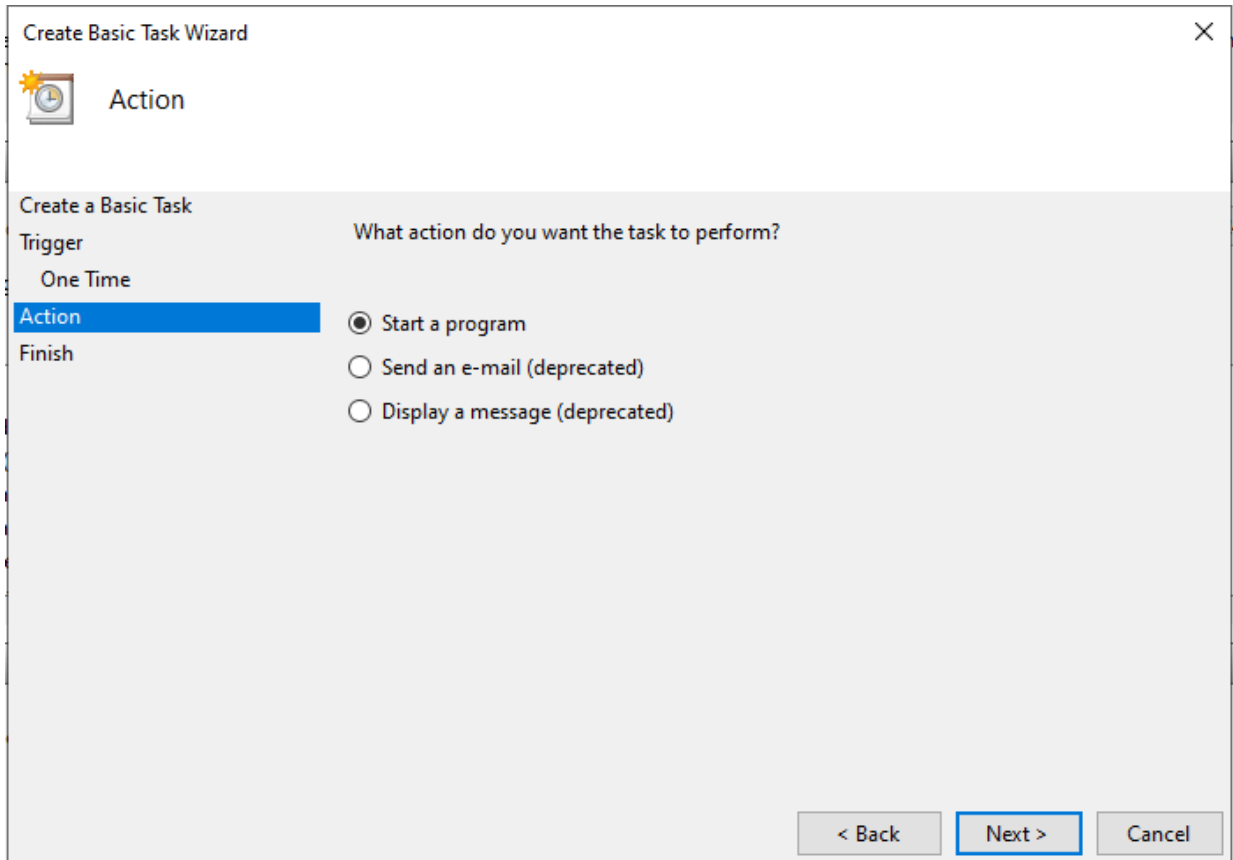 Create Basic Task Wizard
Action
Create a Basic Task
Trigger
One Time
Action
Finish
What action do you want the task to perform?
Start a program
Send an e-mail (deprecated)
Display a message (deprecated)
< Back
Next >
Cancel